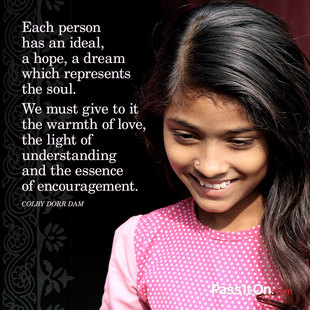 Each person
has an ideal,
a hope, a dream
which represents
the soul.
We must give to it
the warmth of love,
the light of
understanding
and the essence
of encouragement.
COLBY DORR DAM
PassItOn.com